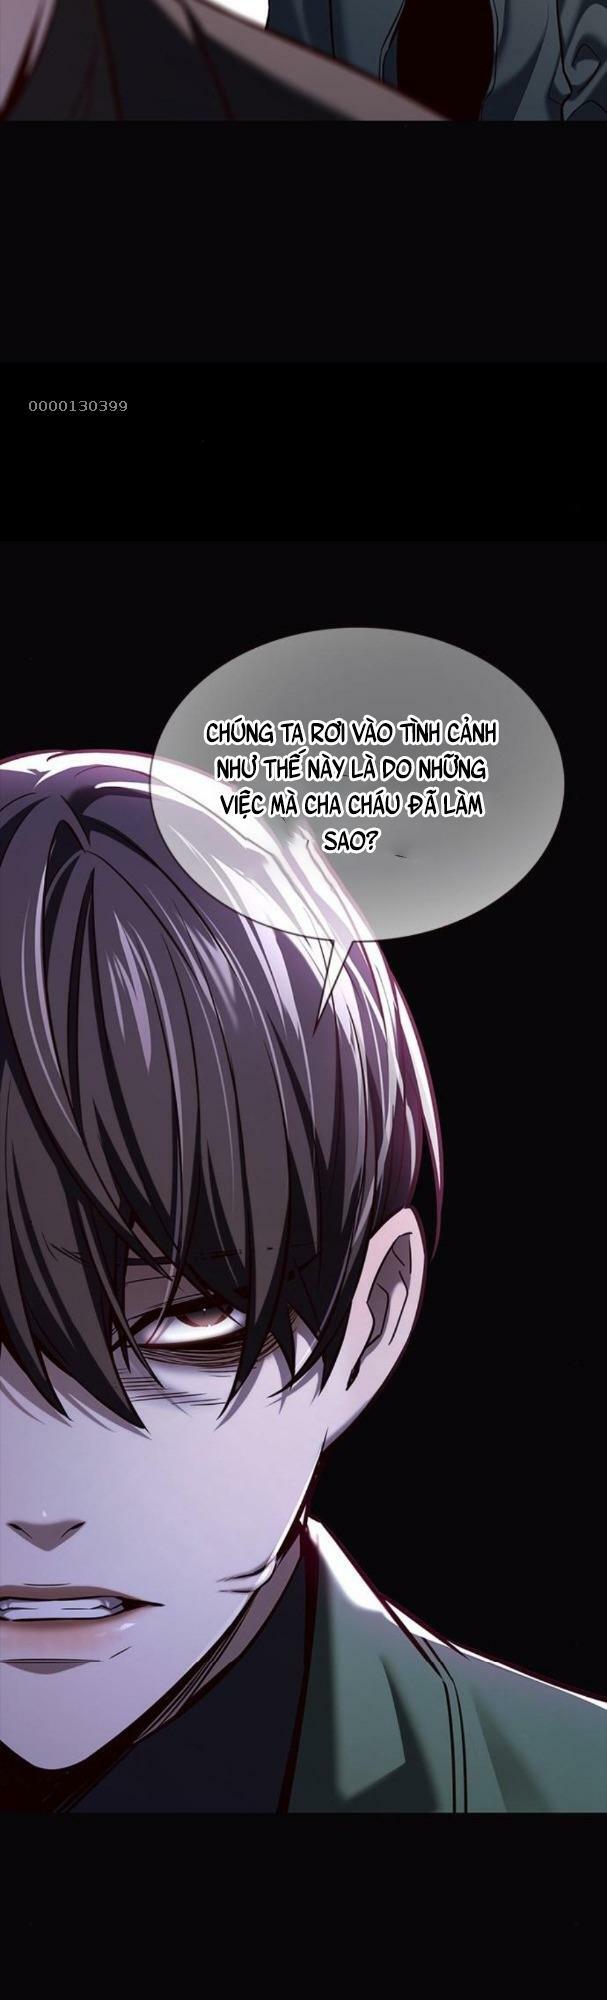 0000130399
CHÚNG TA RƠI VÀO TÌNH CẢNH
NHƯ THẾ NÀY LÀ DO NHỮNG
VIỆC MÀ CHA CHÁU ĐÃ LÀM
SAO?